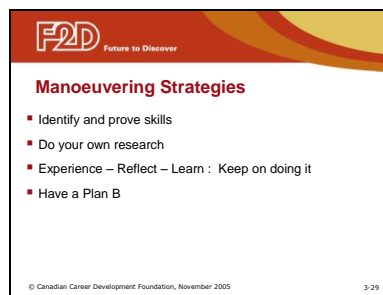 F2D Future to Discover
Manoeuvering Strategies
Identify and prove skills
Do your own research
Experience – Reflect – Learn : Keep on doing it
Have a Plan B
© Canadian Career Development Foundation, November 2005 3-29